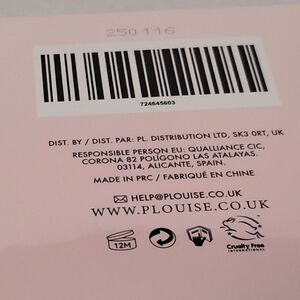 250116
724645603
DIST. BY / DIST. PAR: PL. DISTRIBUTION LTD, SK3 0RT, UK
RESPONSIBLE PERSON EU: QUALLIANCE CIC,
CORONA 82 POLÍGONO LAS ATALAYAS.
03114, ALICANTE, SPAIN.
MADE IN PRC / FABRIQUÉ EN CHINE
HELP@PLOUISE.CO.UK
WWW.PLOUISE.CO.UK
12M
Cruelty Free
INTERNATIONAL